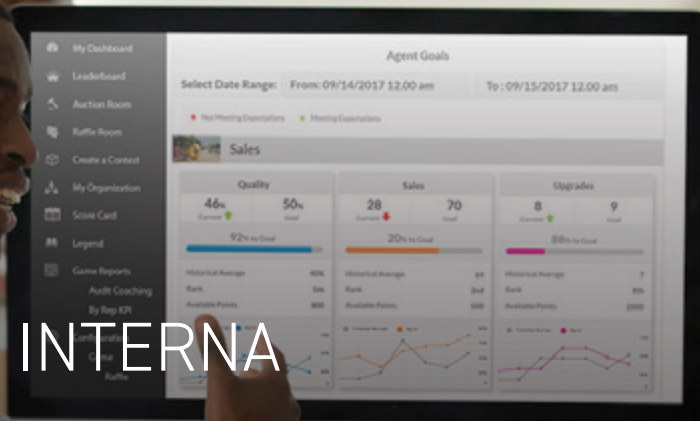 My Dashboard
Leaderboard
Auction Room
Raffle Room
Create a Contest
My Organization
Score Card
Legend
Game Reports
Audit Coaching
By Rep KPI
Game
Raffle
Agent Goals
Select Date Range: From: 09/14/2017 12.00 am To : 09/15/2017 12.00 am
Not Meeting Expectations Meeting Expectations
Sales
Quality
46% 50%
Current Goal
92% to Goal
Historical Average 40%
Rank 5th
Available Points 800
Sales
28 70
Current Goal
20% to Goal
Historical Average
Rank 2nd
Available Points 500
Upgrades
8 9
Current Goal
88% to Goal
Historical Average 7
Rank 8th
Available Points 2000
INTERNA